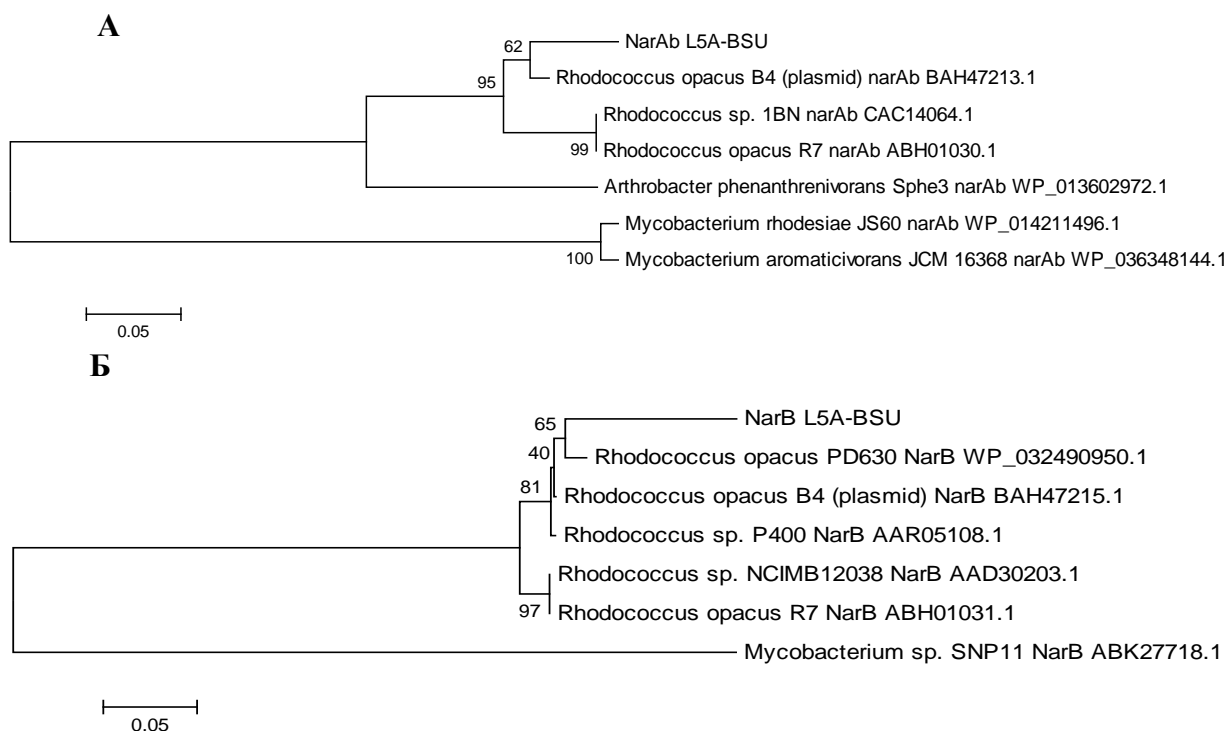 А
NarAb L5A-BSU
62
Rhodococcus opacus B4 (plasmid) narAb BAH47213.1
95
Rhodococcus sp. 1BN narAb CAC14064.1
99
Rhodococcus opacus R7 narAb ABH01030.1
Arthrobacter phenanthrenivorans Sphe3 narAb WP_013602972.1
Mycobacterium rhodesiae JS60 narAb WP_014211496.1
100
Mycobacterium aromaticivorans JCM 16368 narAb WP_036348144.1
0.05
Б
NarB L5A-BSU
65
Rhodococcus opacus PD630 NarB WP_032490950.1
40
Rhodococcus opacus B4 (plasmid) NarB BAH47215.1
81
Rhodococcus sp. P400 NarB AAR05108.1
Rhodococcus sp. NCIMB12038 NarB AAD30203.1
97
Rhodococcus opacus R7 NarB ABH01031.1
Mycobacterium sp. SNP11 NarB ABK27718.1
0.05